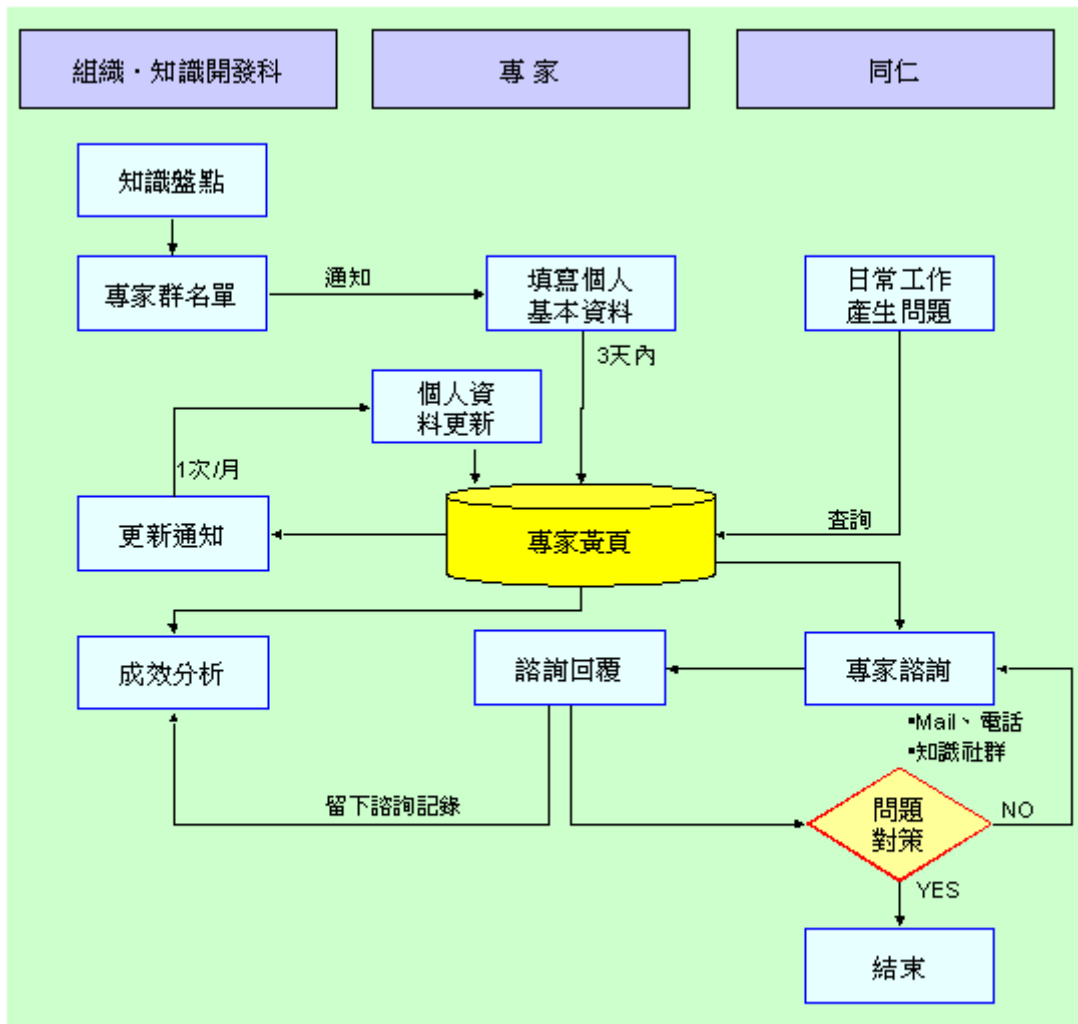 組織・知識開發科
專 家
同仁
知識盤點
專家群名單
通知
填寫個人
基本資料
日常工作
產生問題
3天內
個人資
料更新
1次/月
更新通知
專家黃頁
查詢
成效分析
諮詢回覆
專家諮詢
▪Mail、電話
▪知識社群
留下諮詢記錄
問題
對策
NO
YES
結束